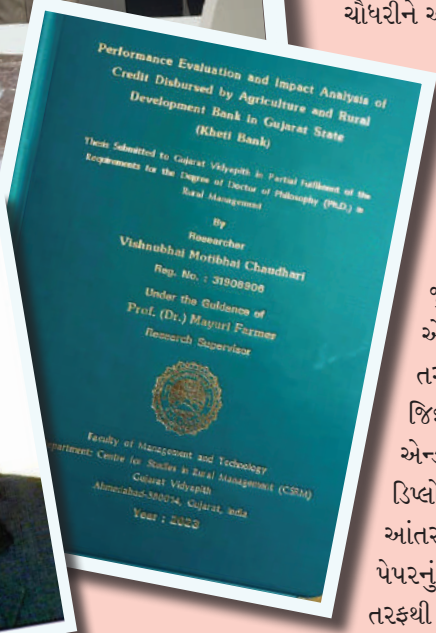 ચૌધરીને
Performance Evaluation and Impact Analysis of
Credit Disbursed by Agriculture and Rural
Development Bank in Gujarat State
(Kheti Bank)
Thesis Submitted to Gujarat Vidyapith in Partial Fulfilment of the
Requirements for the Degree of Doctor of Philosophy (Ph.D.) in
Rural Management
By
Researcher
Vishnubhai Motibhai Chaudhari
Reg. No. : 31908906
Under the Guidance of
Prof. (Dr.) Mayuri Farmer
Research Supervisor
Faculty of Management and Technology
Department: Centre for Studies in Rural Management (CSRM)
Gujarat Vidyapith
Ahmedabad-380014, Gujarat, India
Year : 2023
પેપરનું
તરફથી